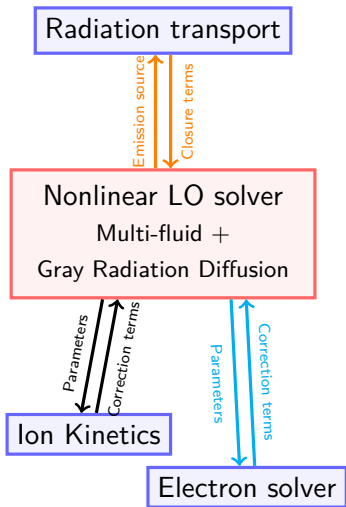 Radiation transport
Emission source
Closure terms
Nonlinear LO solver
Multi-fluid +
Gray Radiation Diffusion
Parameters
Correction terms
Parameters
Correction terms
Ion Kinetics
Electron solver